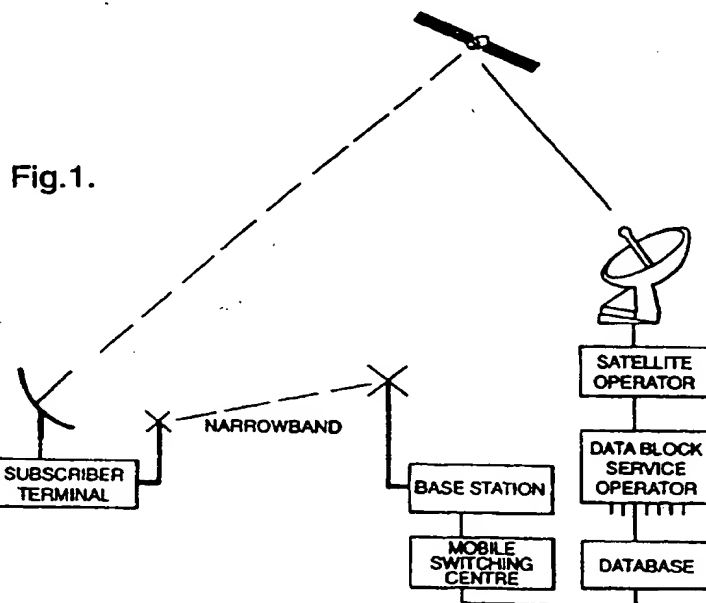 Fig.1.
SATELLITE
OPERATOR
NARROWBAND
DATA BLOCK
SERVICE
OPERATOR
SUBSCRIBER
TERMINAL
BASE STATION
MOBILE
SWITCHING
CENTRE
DATABASE